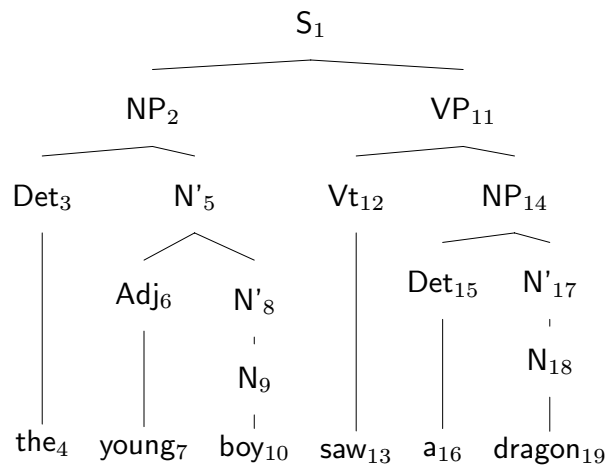 S₁
NP₂ VP₁₁
Det₃ N'₅ Vt₁₂ NP₁₄
Adj₆ N'₈ Det₁₅ N'₁₇
N₉ N₁₈
the₄ young₇ boy₁₀ saw₁₃ a₁₆ dragon₁₉